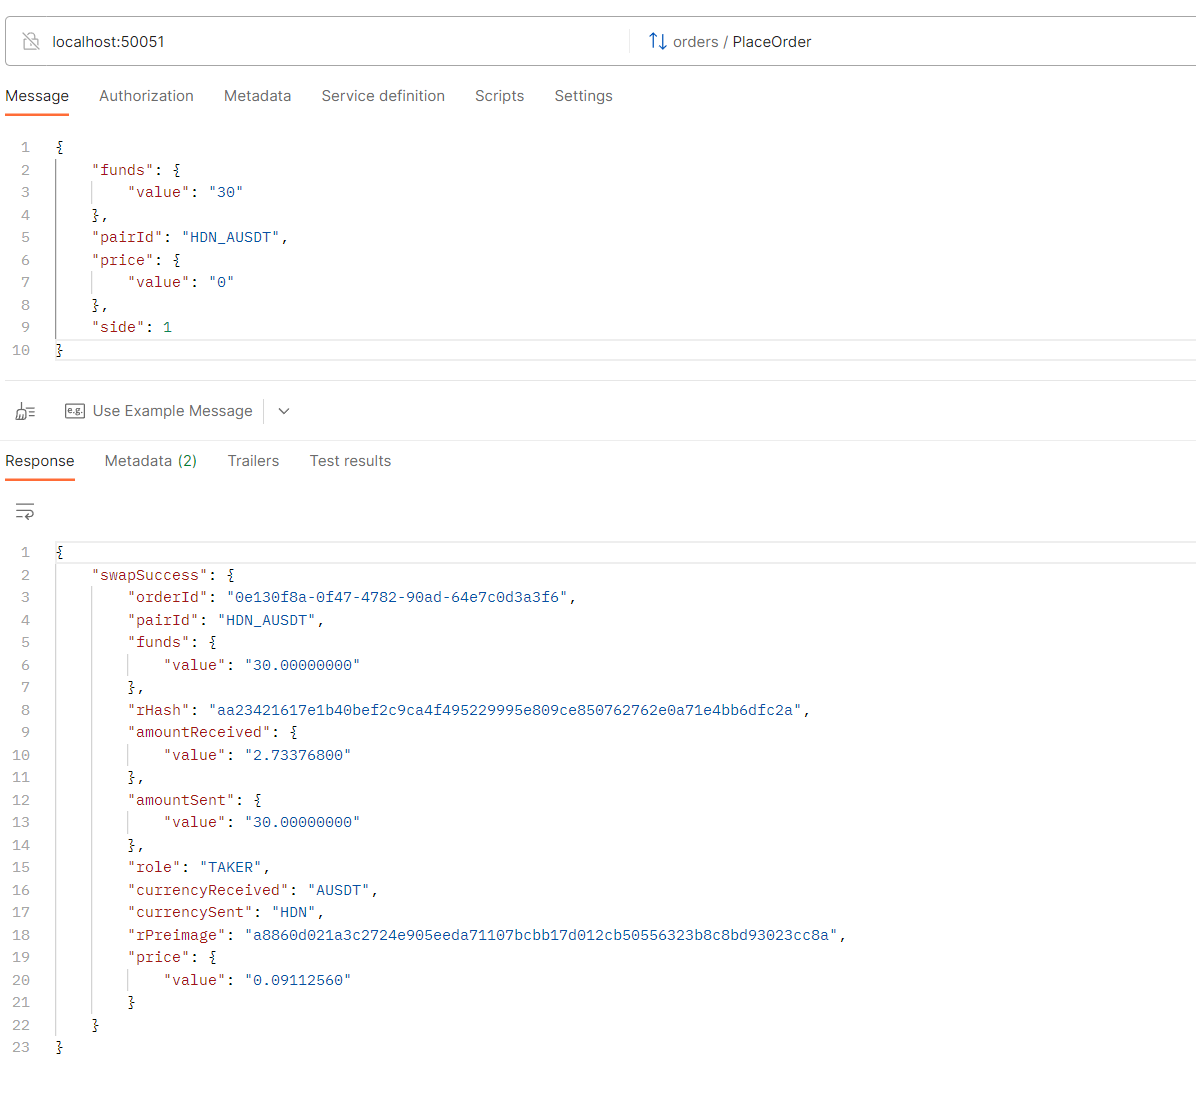 localhost:50051
orders / PlaceOrder
Message Authorization Metadata Service definition Scripts Settings
1 {
2 "funds": {
3 "value": "30"
4 },
5 "pairId": "HDN_AUSDT",
6 "price": {
7 "value": "0"
8 },
9 "side": 1
10 }
e.g. Use Example Message
Response Metadata (2) Trailers Test results
1 {
2 "swapSuccess": {
3 "orderId": "0e130f8a-0f47-4782-90ad-64e7c0d3a3f6",
4 "pairId": "HDN_AUSDT",
5 "funds": {
6 "value": "30.00000000"
7 },
8 "rHash": "aa23421617e1b40bef2c9ca4f495229995e809ce850762762e0a71e4bb6dfc2a",
9 "amountReceived": {
10 "value": "2.73376800"
11 },
12 "amountSent": {
13 "value": "30.00000000"
14 },
15 "role": "TAKER",
16 "currencyReceived": "AUSDT",
17 "currencySent": "HDN",
18 "rPreimage": "a8860d021a3c2724e905eeda71107bcbb17d012cb50556323b8c8bd93023cc8a",
19 "price": {
20 "value": "0.09112560"
21 }
22 }
23 }